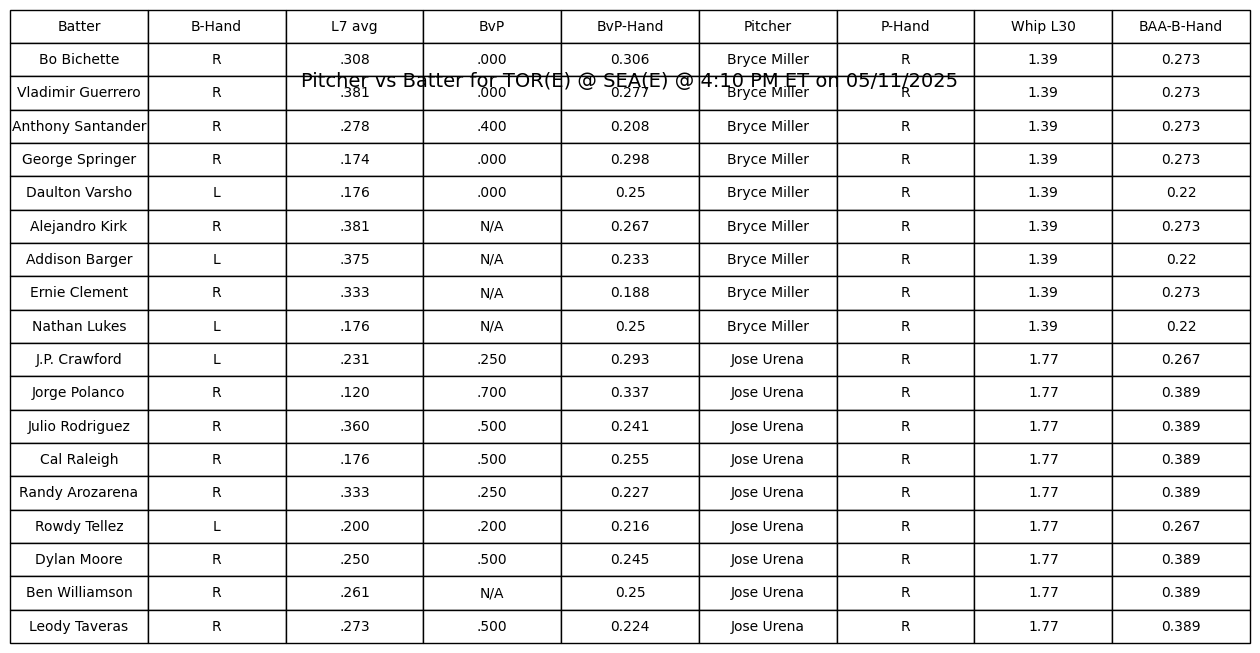 Batter B-Hand L7 avg BvP BvP-Hand Pitcher P-Hand Whip L30 BAA-B-Hand
Bo Bichette R .308 .000 0.306 Bryce Miller R 1.39 0.273
Pitcher vs Batter for TOR(E) @ SEA(E) @ 4:10 PM ET on 05/11/2025
Vladimir Guerrero R .381 .000 0.277 Bryce Miller R 1.39 0.273
Anthony Santander R .278 .400 0.208 Bryce Miller R 1.39 0.273
George Springer R .174 .000 0.298 Bryce Miller R 1.39 0.273
Daulton Varsho L .176 .000 0.25 Bryce Miller R 1.39 0.22
Alejandro Kirk R .381 N/A 0.267 Bryce Miller R 1.39 0.273
Addison Barger L .375 N/A 0.233 Bryce Miller R 1.39 0.22
Ernie Clement R .333 N/A 0.188 Bryce Miller R 1.39 0.273
Nathan Lukes L .176 N/A 0.25 Bryce Miller R 1.39 0.22
J.P. Crawford L .231 .250 0.293 Jose Urena R 1.77 0.267
Jorge Polanco R .120 .700 0.337 Jose Urena R 1.77 0.389
Julio Rodriguez R .360 .500 0.241 Jose Urena R 1.77 0.389
Cal Raleigh R .176 .500 0.255 Jose Urena R 1.77 0.389
Randy Arozarena R .333 .250 0.227 Jose Urena R 1.77 0.389
Rowdy Tellez L .200 .200 0.216 Jose Urena R 1.77 0.267
Dylan Moore R .250 .500 0.245 Jose Urena R 1.77 0.389
Ben Williamson R .261 N/A 0.25 Jose Urena R 1.77 0.389
Leody Taveras R .273 .500 0.224 Jose Urena R 1.77 0.389